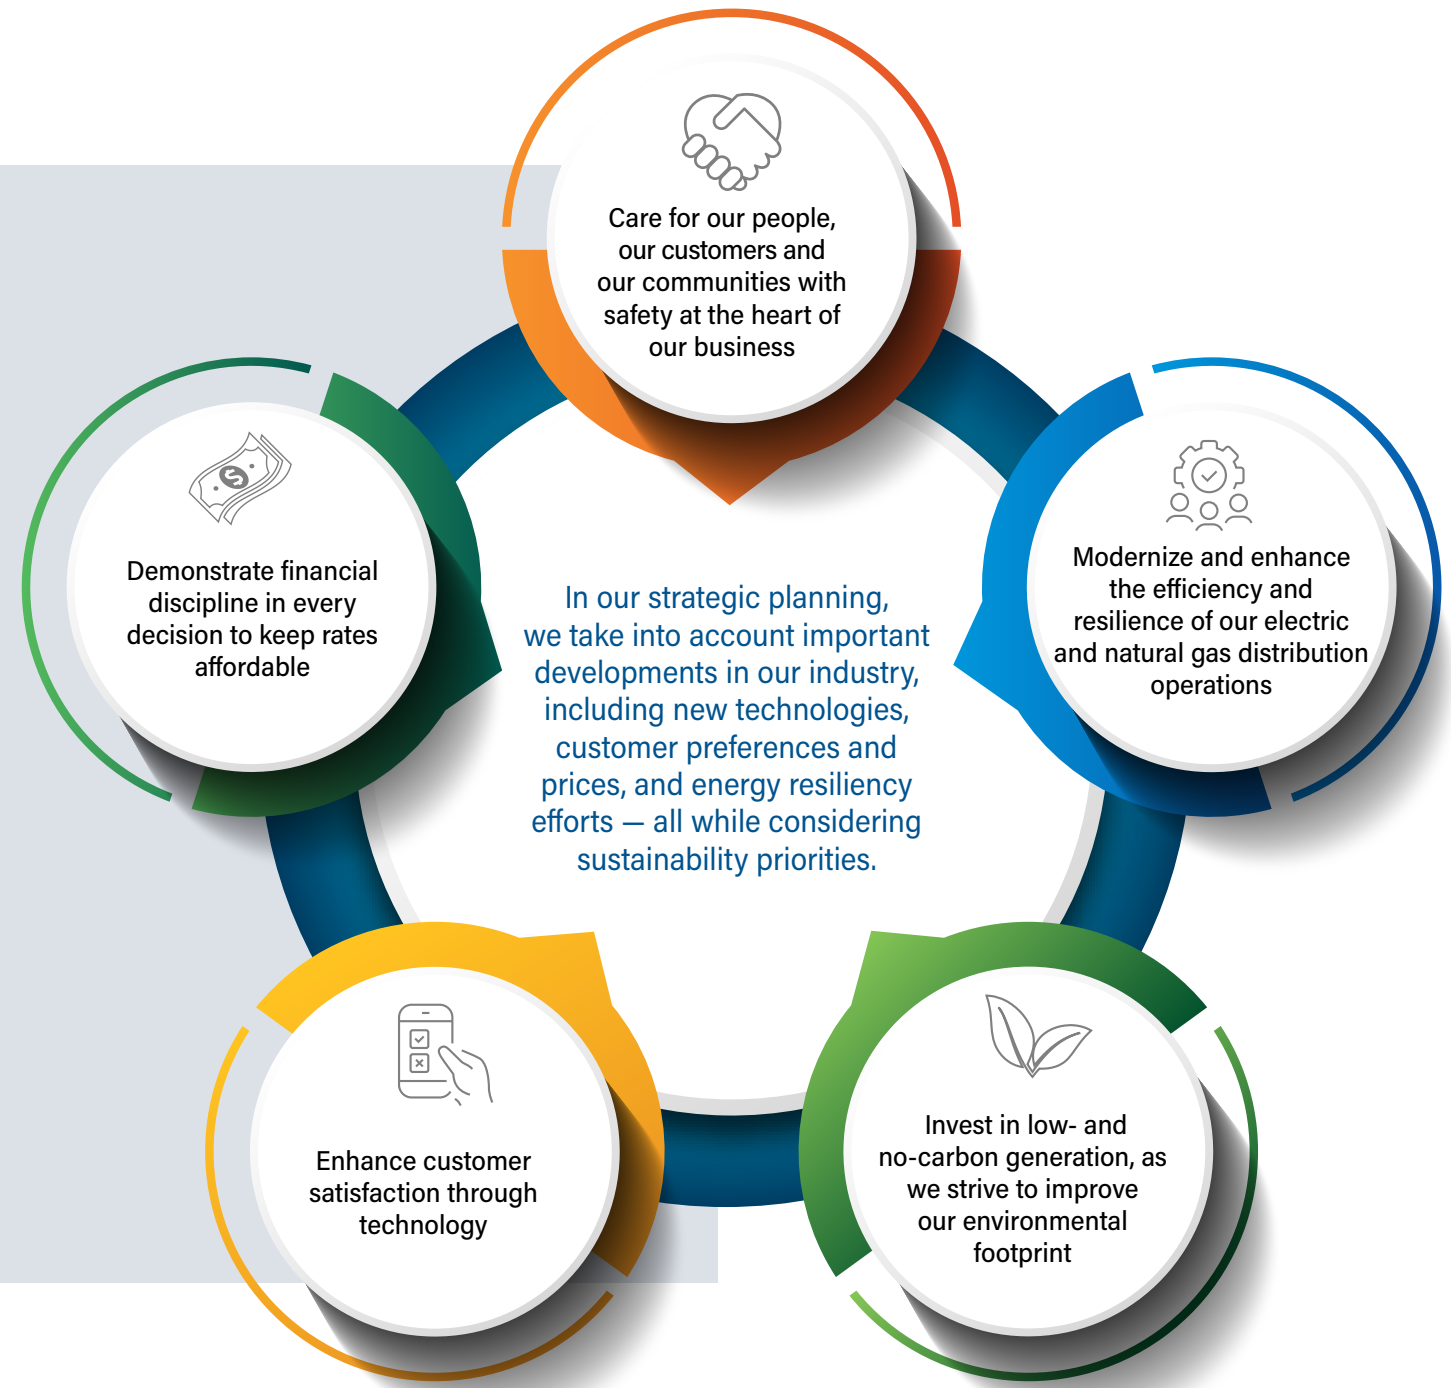 Care for our people,
our customers and
our communities with
safety at the heart of
our business
Demonstrate financial
discipline in every
decision to keep rates
affordable
Modernize and enhance
the efficiency and
resilience of our electric
and natural gas distribution
operations
In our strategic planning,
we take into account important
developments in our industry,
including new technologies,
customer preferences and
prices, and energy resiliency
efforts — all while considering
sustainability priorities.
Enhance customer
satisfaction through
technology
Invest in low- and
no-carbon generation, as
we strive to improve
our environmental
footprint